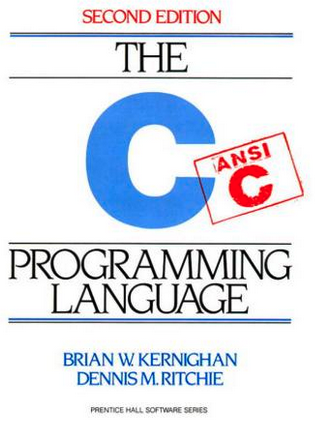 SECOND EDITION
THE
C
ANSI
C
PROGRAMMING
LANGUAGE
BRIAN W. KERNIGHAN
DENNIS M. RITCHIE
PRENTICE HALL SOFTWARE SERIES